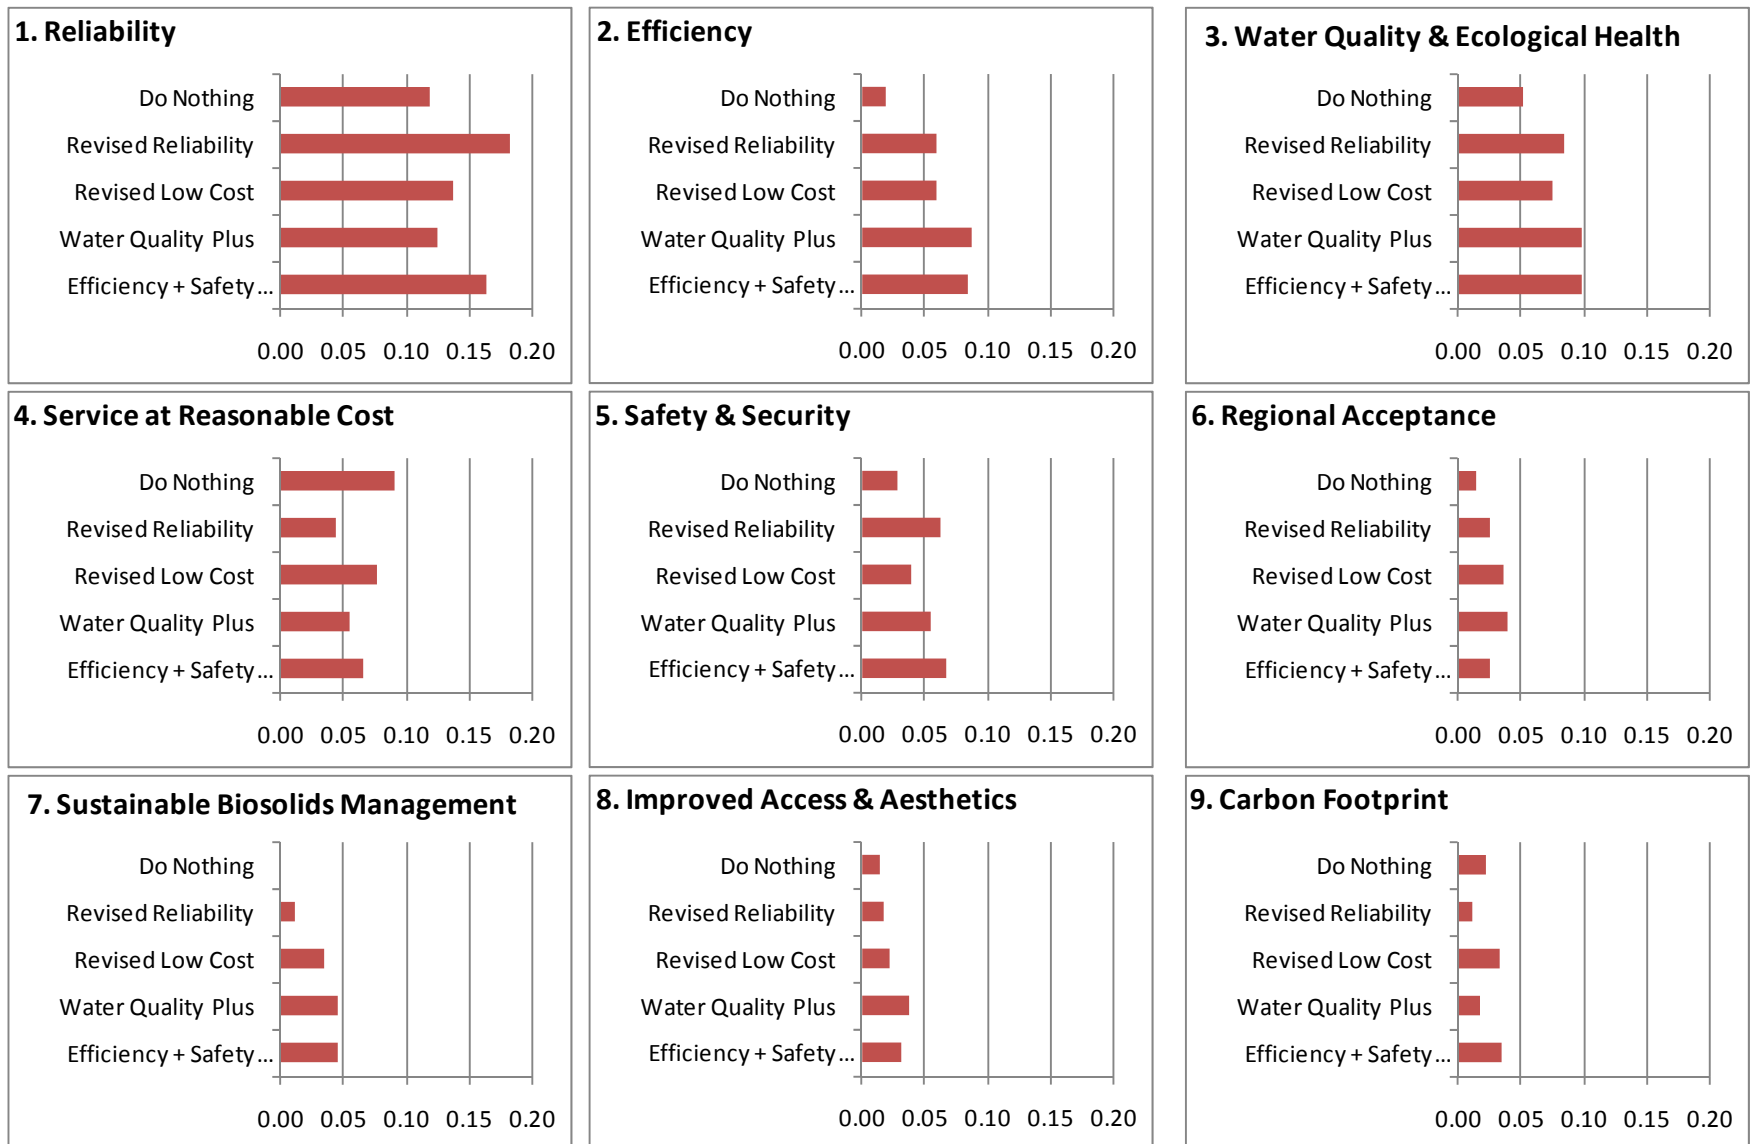 1. Reliability
Do Nothing
Revised Reliability
Revised Low Cost
Water Quality Plus
Efficiency + Safety...
0.00 0.05 0.10 0.15 0.20
2. Efficiency
Do Nothing
Revised Reliability
Revised Low Cost
Water Quality Plus
Efficiency + Safety...
0.00 0.05 0.10 0.15 0.20
3. Water Quality & Ecological Health
Do Nothing
Revised Reliability
Revised Low Cost
Water Quality Plus
Efficiency + Safety...
0.00 0.05 0.10 0.15 0.20
4. Service at Reasonable Cost
Do Nothing
Revised Reliability
Revised Low Cost
Water Quality Plus
Efficiency + Safety...
0.00 0.05 0.10 0.15 0.20
5. Safety & Security
Do Nothing
Revised Reliability
Revised Low Cost
Water Quality Plus
Efficiency + Safety...
0.00 0.05 0.10 0.15 0.20
6. Regional Acceptance
Do Nothing
Revised Reliability
Revised Low Cost
Water Quality Plus
Efficiency + Safety...
0.00 0.05 0.10 0.15 0.20
7. Sustainable Biosolids Management
Do Nothing
Revised Reliability
Revised Low Cost
Water Quality Plus
Efficiency + Safety...
0.00 0.05 0.10 0.15 0.20
8. Improved Access & Aesthetics
Do Nothing
Revised Reliability
Revised Low Cost
Water Quality Plus
Efficiency + Safety...
0.00 0.05 0.10 0.15 0.20
9. Carbon Footprint
Do Nothing
Revised Reliability
Revised Low Cost
Water Quality Plus
Efficiency + Safety...
0.00 0.05 0.10 0.15 0.20